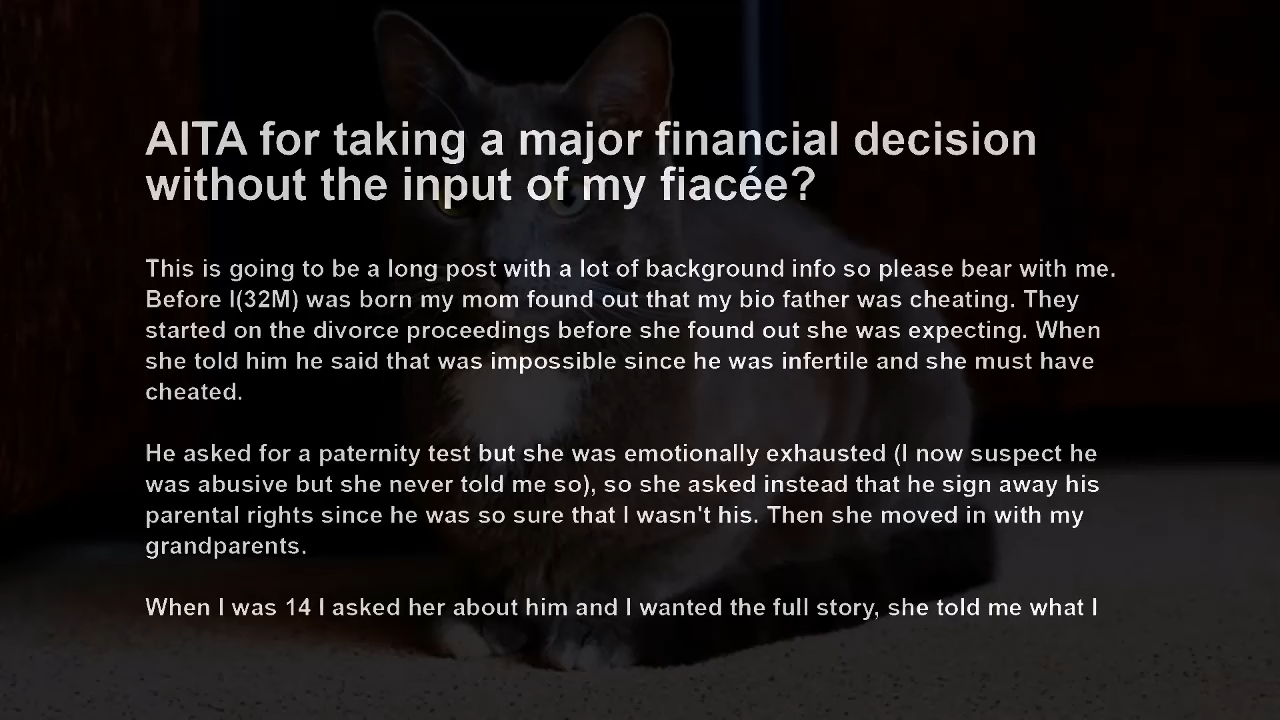 AITA for taking a major financial decision
without the input of my fiacée?
This is going to be a long post with a lot of background info so please bear with me.
Before I(32M) was born my mom found out that my bio father was cheating. They
started on the divorce proceedings before she found out she was expecting. When
she told him he said that was impossible since he was infertile and she must have
cheated.
He asked for a paternity test but she was emotionally exhausted (I now suspect he
was abusive but she never told me so), so she asked instead that he sign away his
parental rights since he was so sure that I wasn't his. Then she moved in with my
grandparents.
When I was 14 I asked her about him and I wanted the full story, she told me what I